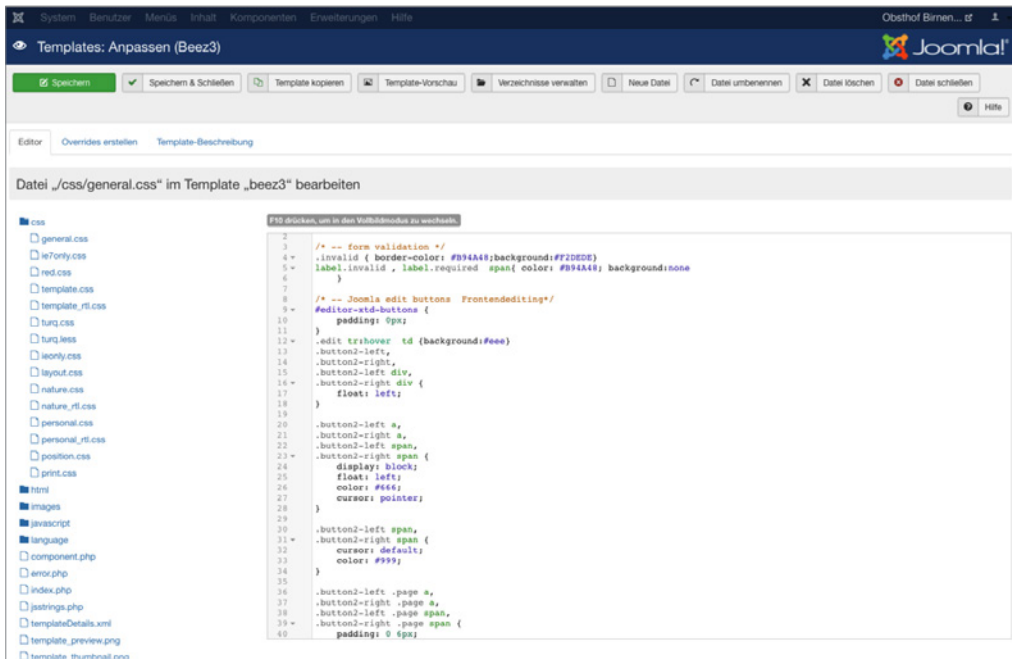 System Benutzer Menüs Inhalt Komponenten Erweiterungen Hilfe Obsthof Birnen...
Templates: Anpassen (Beez3) Joomla!
Speichern Speichern & Schließen Template kopieren Template-Vorschau Verzeichnisse verwalten Neue Datei Datei umbenennen Datei löschen Datei schließen
Hilfe
Editor Overrides erstellen Template-Beschreibung
Datei „/css/general.css“ im Template „beez3“ bearbeiten
css
general.css
ie7only.css
red.css
template.css
template_rtl.css
turq.css
turq.less
ieonly.css
layout.css
nature.css
nature_rtl.css
personal.css
personal_rtl.css
position.css
print.css
html
images
javascript
language
component.php
error.php
index.php
jsstrings.php
templateDetails.xml
template_preview.png
template_thumbnail.png
F10 drücken, um in den Vollbildmodus zu wechseln.
2
3 /* -- form validation */
4 .invalid { border-color: #B94A48;background:#F2DEDE}
5 label.invalid , label.required span{ color: #B94A48; background:none
6 }
7
8 /* -- Joomla edit buttons Frontendediting*/
9 #editor-xtd-buttons {
10 padding: 0px;
11 }
12 .edit tr:hover td {background:#eee}
13 .button2-left,
14 .button2-right,
15 .button2-left div,
16 .button2-right div {
17 float: left;
18 }
19
20 .button2-left a,
21 .button2-right a,
22 .button2-left span,
23 .button2-right span {
24 display: block;
25 float: left;
26 color: #666;
27 cursor: pointer;
28 }
29
30 .button2-left span,
31 .button2-right span {
32 cursor: default;
33 color: #999;
34 }
35
36 .button2-left .page a,
37 .button2-right .page a,
38 .button2-left .page span,
39 .button2-right .page span {
40 padding: 0 6px;